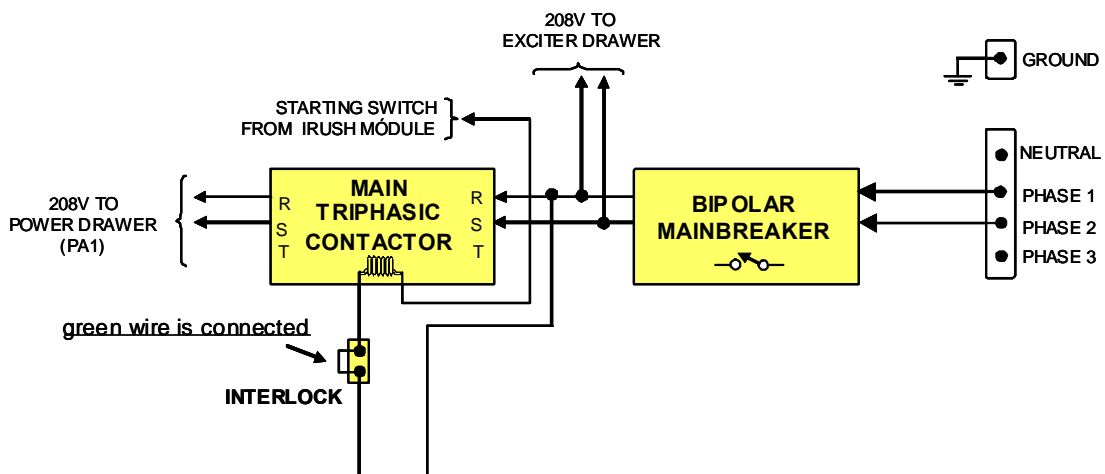 208V TO
EXCITER DRAWER
GROUND
STARTING SWITCH
FROM IRUSH MÓDULE
NEUTRAL
PHASE 1
PHASE 2
PHASE 3
208V TO
POWER DRAWER
(PA1)
R
S
T
MAIN
TRIPHASIC
CONTACTOR
R
S
T
BIPOLAR
MAINBREAKER
green wire is connected
INTERLOCK